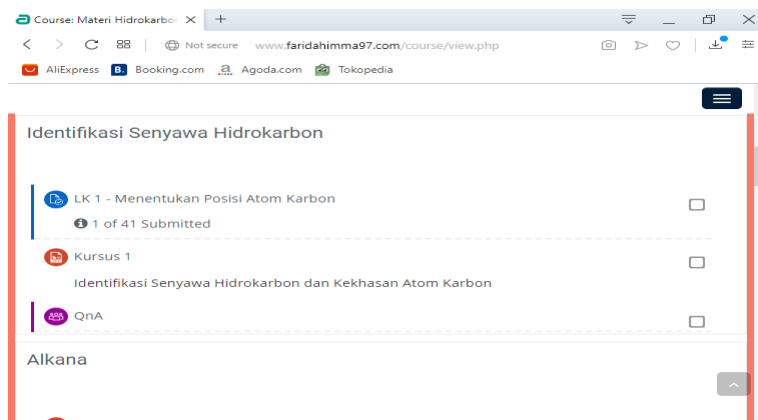 Course: Materi Hidrokarbo
Not secure www.faridahimma97.com/course/view.php
AliExpress B. Booking.com a Agoda.com Tokopedia
Identifikasi Senyawa Hidrokarbon
LK 1 - Menentukan Posisi Atom Karbon
1 of 41 Submitted
Kursus 1
Identifikasi Senyawa Hidrokarbon dan Kekhasan Atom Karbon
QnA
Alkana